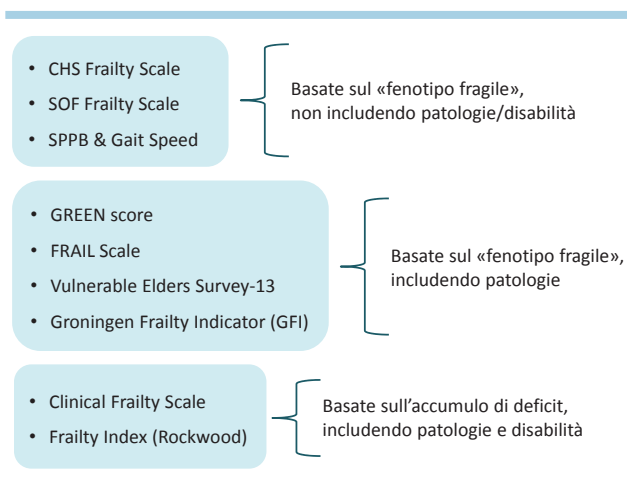 • CHS Frailty Scale
• SOF Frailty Scale
• SPPB & Gait Speed
Basate sul «fenotipo fragile»,
non includendo patologie/disabilità
• GREEN score
• FRAIL Scale
• Vulnerable Elders Survey-13
• Groningen Frailty Indicator (GFI)
Basate sul «fenotipo fragile»,
includendo patologie
• Clinical Frailty Scale
• Frailty Index (Rockwood)
Basate sull’accumulo di deficit,
includendo patologie e disabilità